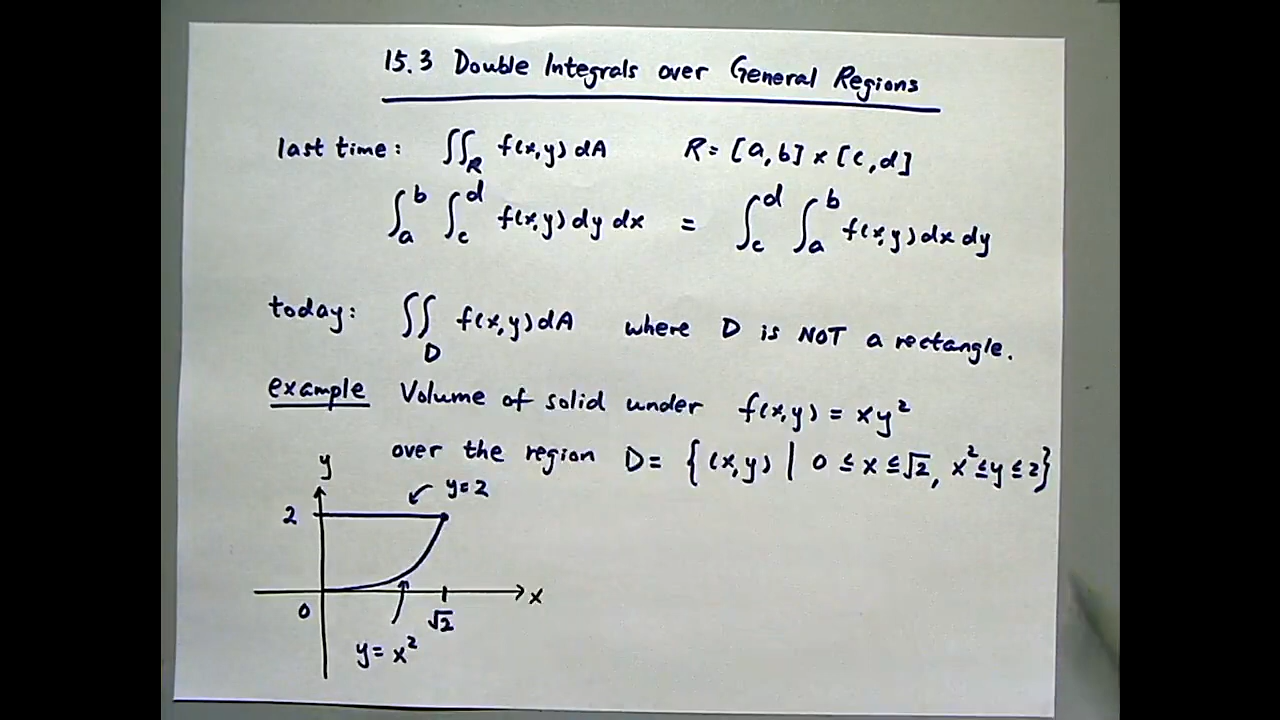 15.3 Double Integrals over General Regions
last time: ∬_R f(x,y) dA R = [a,b] × [c,d]
∫_a^b ∫_c^d f(x,y) dy dx = ∫_c^d ∫_a^b f(x,y) dx dy
today: ∬_D f(x,y) dA where D is NOT a rectangle.
example Volume of solid under f(x,y) = xy²
over the region D = {(x,y) | 0 ≤ x ≤ √2, x² ≤ y ≤ 2}
y
y=2
2
x
0
√2
y = x²